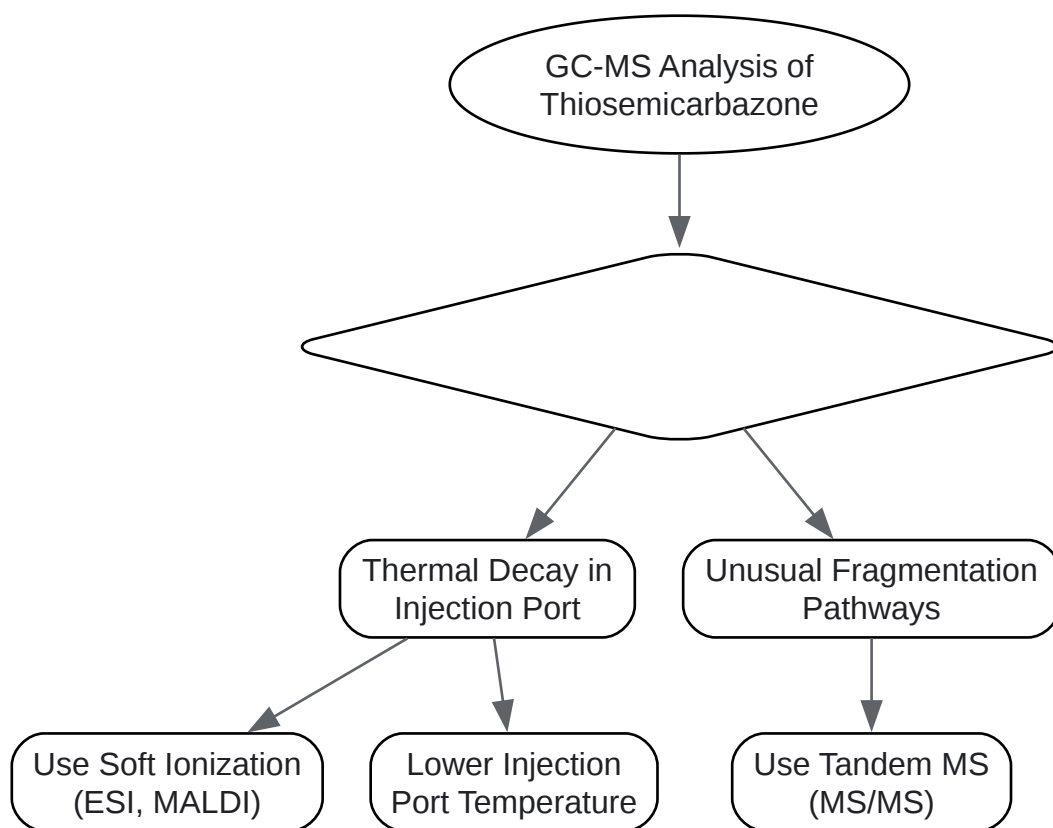 GC-MS Analysis of
Thiosemicarbazone
Thermal Decay in
Injection Port
Unusual Fragmentation
Pathways
Use Soft Ionization
(ESI, MALDI)
Lower Injection
Port Temperature
Use Tandem MS
(MS/MS)